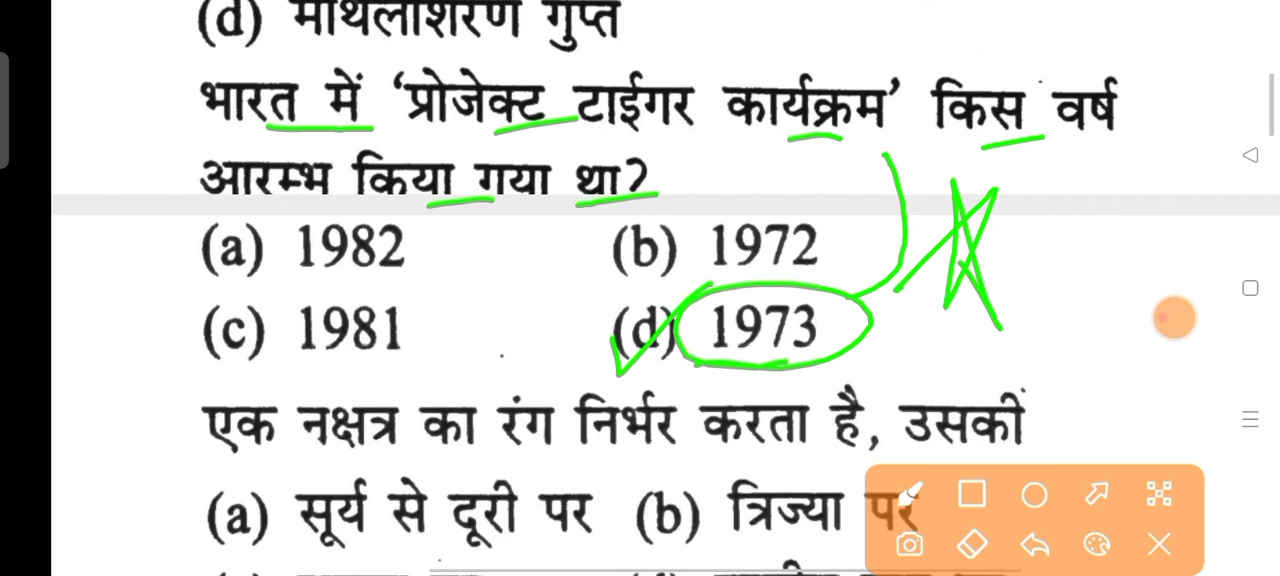 (d) माथलाशरण गुप्त
भारत में ‘प्रोजेक्ट टाईगर कार्यक्रम’ किस वर्ष
आरम्भ किया गया था?
(a) 1982 (b) 1972
(c) 1981 (d) 1973
एक नक्षत्र का रंग निर्भर करता है, उसकी
(a) सूर्य से दूरी पर (b) त्रिज्या पर